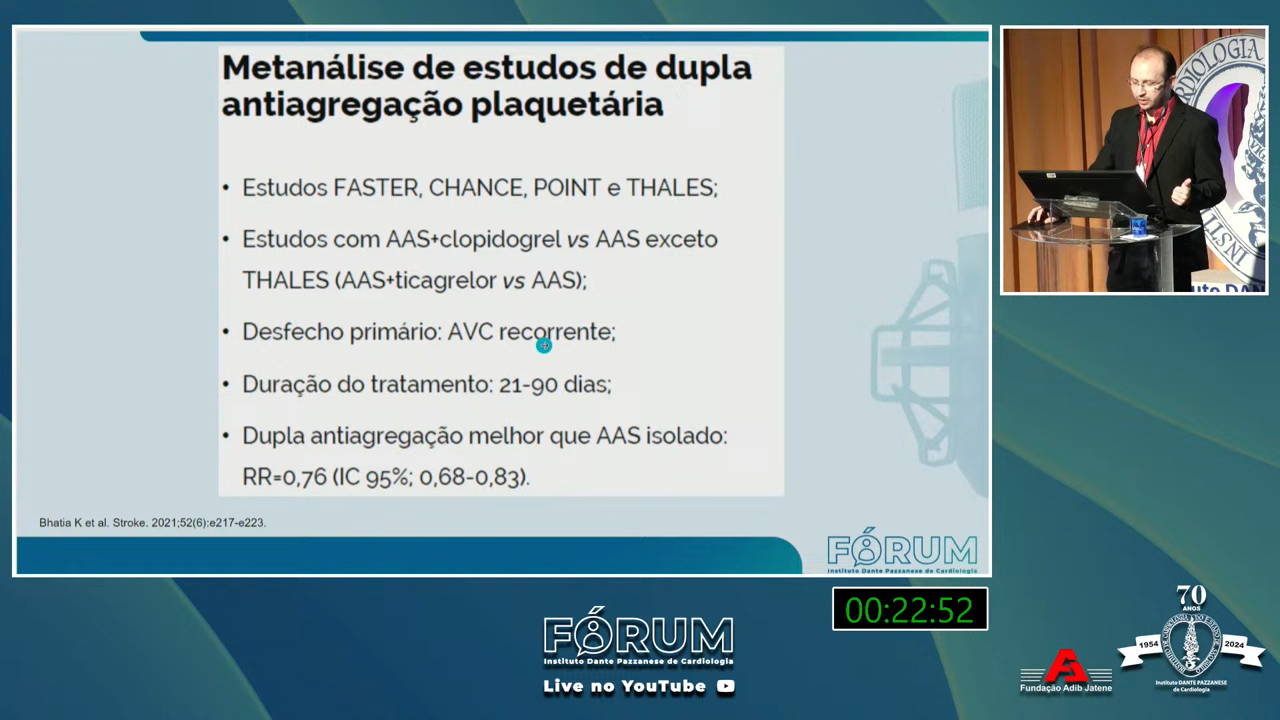 Metanálise de estudos de dupla
antiagregação plaquetária
• Estudos FASTER, CHANCE, POINT e THALES;
• Estudos com AAS+clopidogrel vs AAS exceto
THALES (AAS+ticagrelor vs AAS);
• Desfecho primário: AVC recorrente;
• Duração do tratamento: 21-90 dias;
• Dupla antiagregação melhor que AAS isolado:
RR=0,76 (IC 95%; 0,68-0,83).
Bhatia K et al. Stroke. 2021;52(6):e217-e223.
FÓRUM
Instituto Dante Pazzanese de Cardiologia
00:22:52
FÓRUM
Instituto Dante Pazzanese de Cardiologia
Live no YouTube
Fundação Adib Jatene
70
ANOS
1954
2024
Instituto DANTE PAZZANESE
de Cardiologia